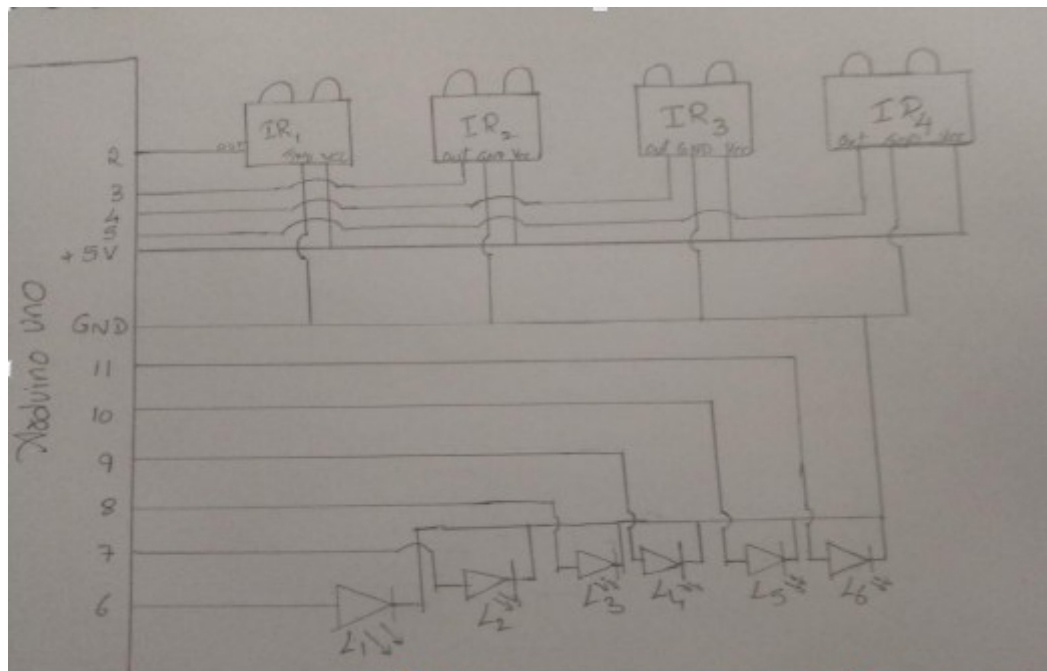 IR1 IR2 IR3 IR4
out GND Vcc out GND Vcc out GND Vcc out GND Vcc
2
3
4
5
+5V
GND
11
10
9
8
7
6
Arduino UNO
L1 L2 L3 L4 L5 L6